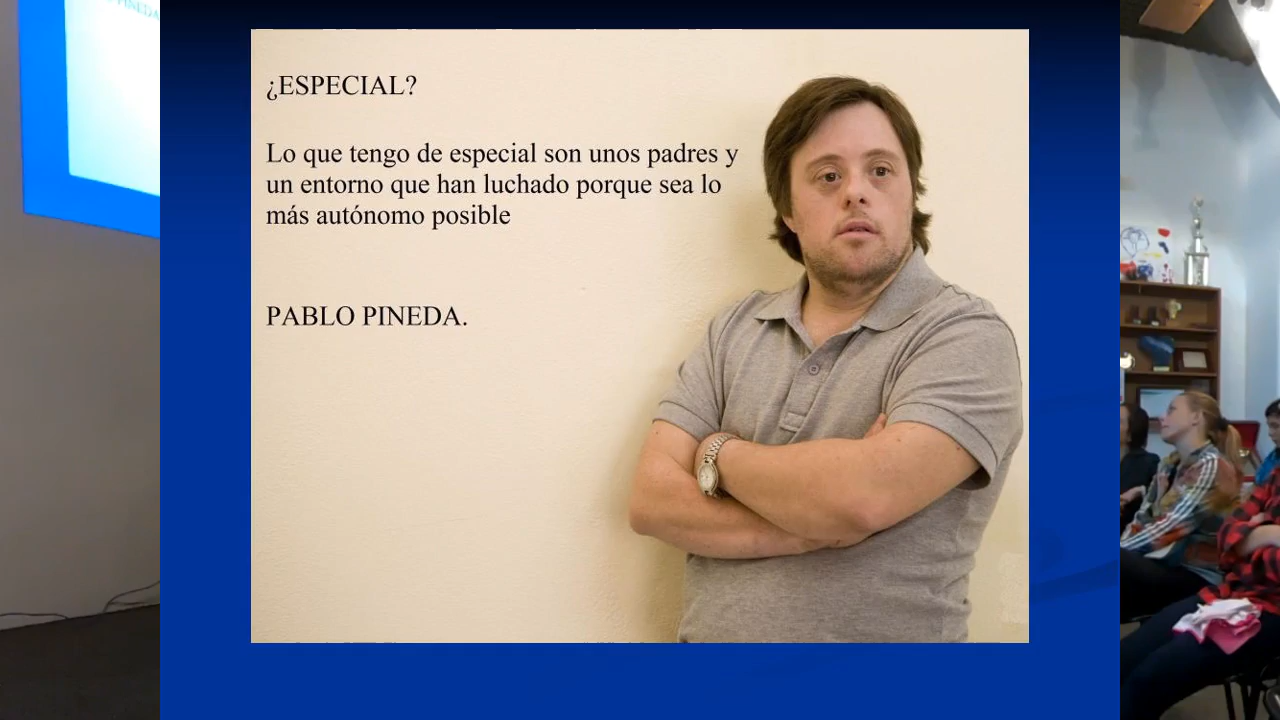 ¿ESPECIAL?
Lo que tengo de especial son unos padres y
un entorno que han luchado porque sea lo
más autónomo posible
PABLO PINEDA.